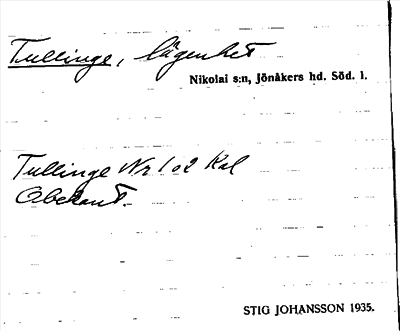 Tullinge, lägenhet
Nikolai s:n, Jönåkers hd. Söd. l.
Tullinge Nr 1 o 2 Kal
Obekant.
STIG JOHANSSON 1935.